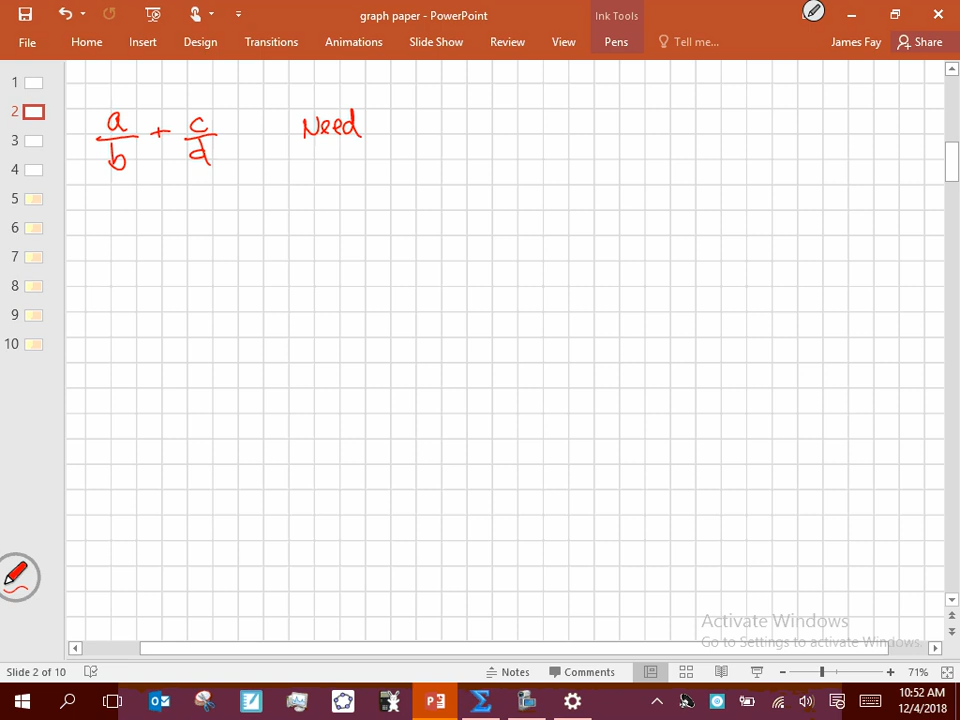 graph paper - PowerPoint
Ink Tools
File Home Insert Design Transitions Animations Slide Show Review View Pens Tell me... James Fay Share
1
2
3
4
5
6
7
8
9
10
a/b + c/d Need
Activate Windows
Go to Settings to activate Windows.
Slide 2 of 10 Notes Comments 71%
10:52 AM
12/4/2018